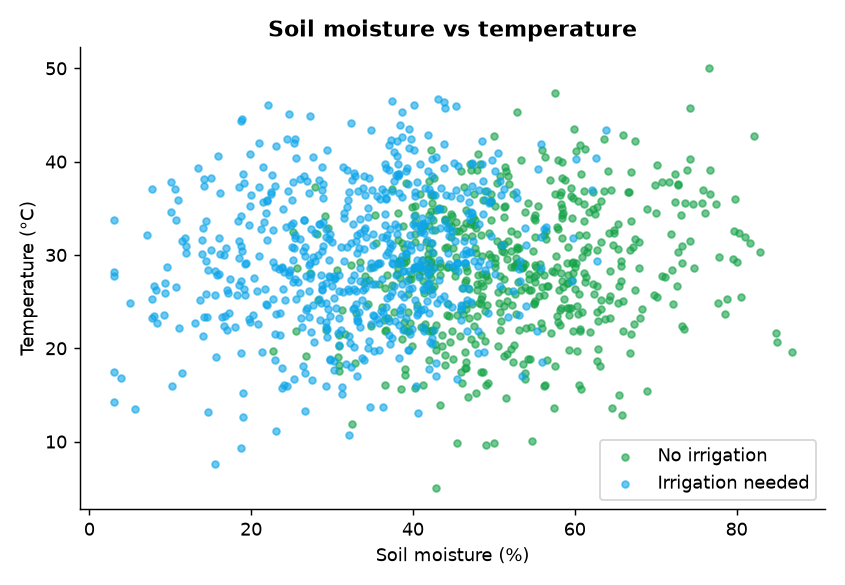 Soil moisture vs temperature
Temperature (°C)
50
40
30
20
10
0
20
40
60
80
Soil moisture (%)
No irrigation
Irrigation needed